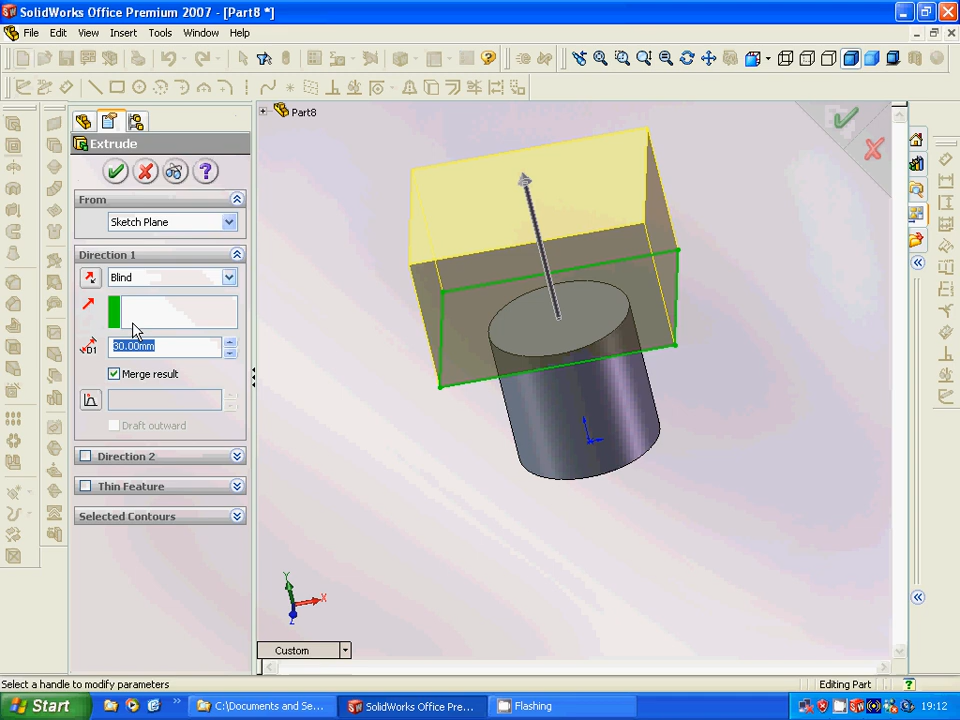 SolidWorks Office Premium 2007 - [Part8 *]
File Edit View Insert Tools Window Help
Part8
Extrude
From
Sketch Plane
Direction 1
Blind
D1
30.00mm
Merge result
Draft outward
Direction 2
Thin Feature
Selected Contours
Y
X
Z
Custom
Select a handle to modify parameters
Editing Part
Start
C:\Documents and Se...
SolidWorks Office Pre...
Flashing
19:12